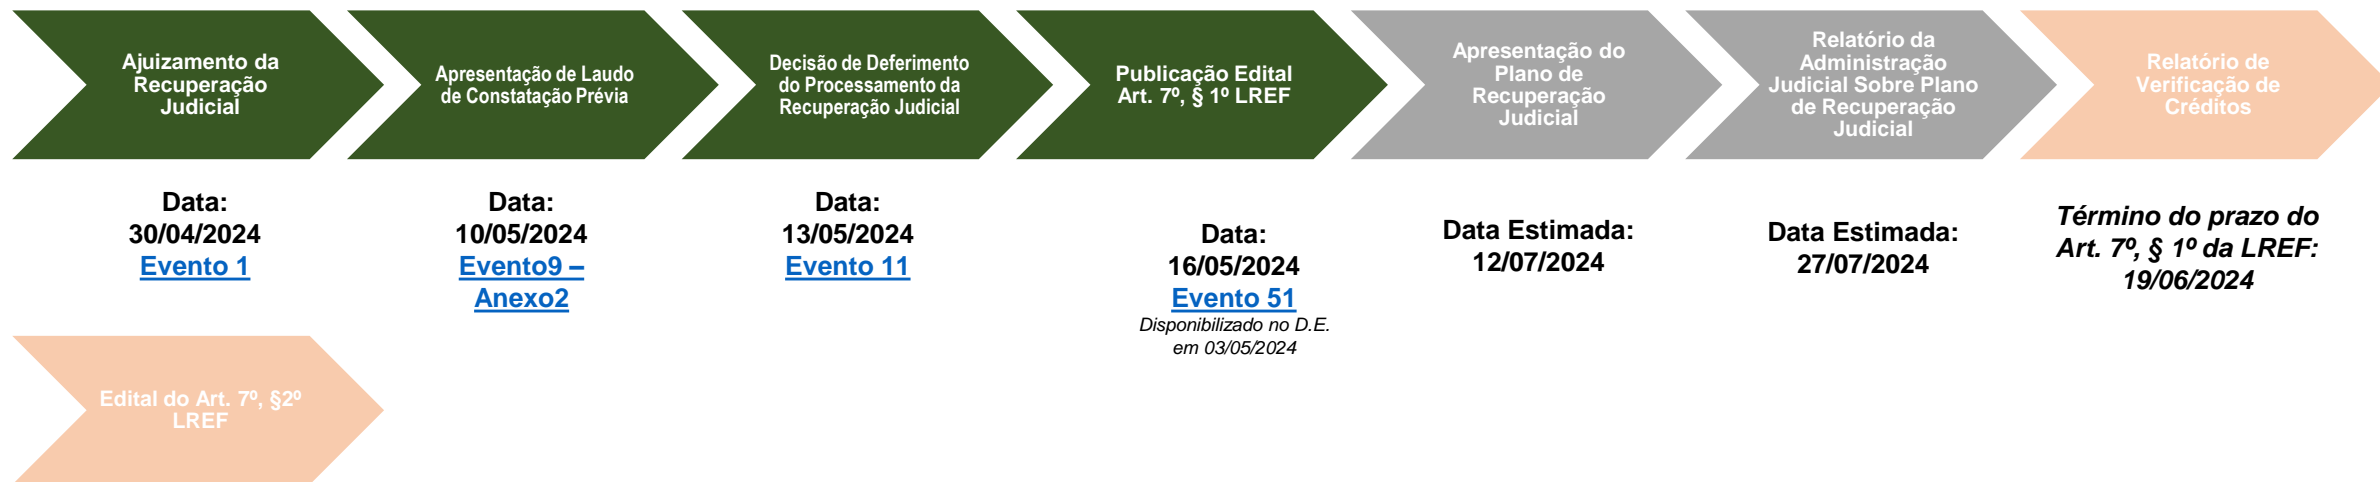 Ajuizamento da
Recuperação
Judicial
Apresentação de Laudo
de Constatação Prévia
Decisão de Deferimento
do Processamento da
Recuperação Judicial
Publicação Edital
Art. 7º, § 1º LREF
Apresentação do
Plano de
Recuperação
Judicial
Relatório da
Administração
Judicial Sobre Plano
de Recuperação
Judicial
Relatório de
Verificação de
Créditos
Data:
30/04/2024
Evento 1
Data:
10/05/2024
Evento9 –
Anexo2
Data:
13/05/2024
Evento 11
Data:
16/05/2024
Evento 51
Disponibilizado no D.E.
em 03/05/2024
Data Estimada:
12/07/2024
Data Estimada:
27/07/2024
Término do prazo do
Art. 7º, § 1º da LREF:
19/06/2024
Edital do Art. 7º, §2º
LREF